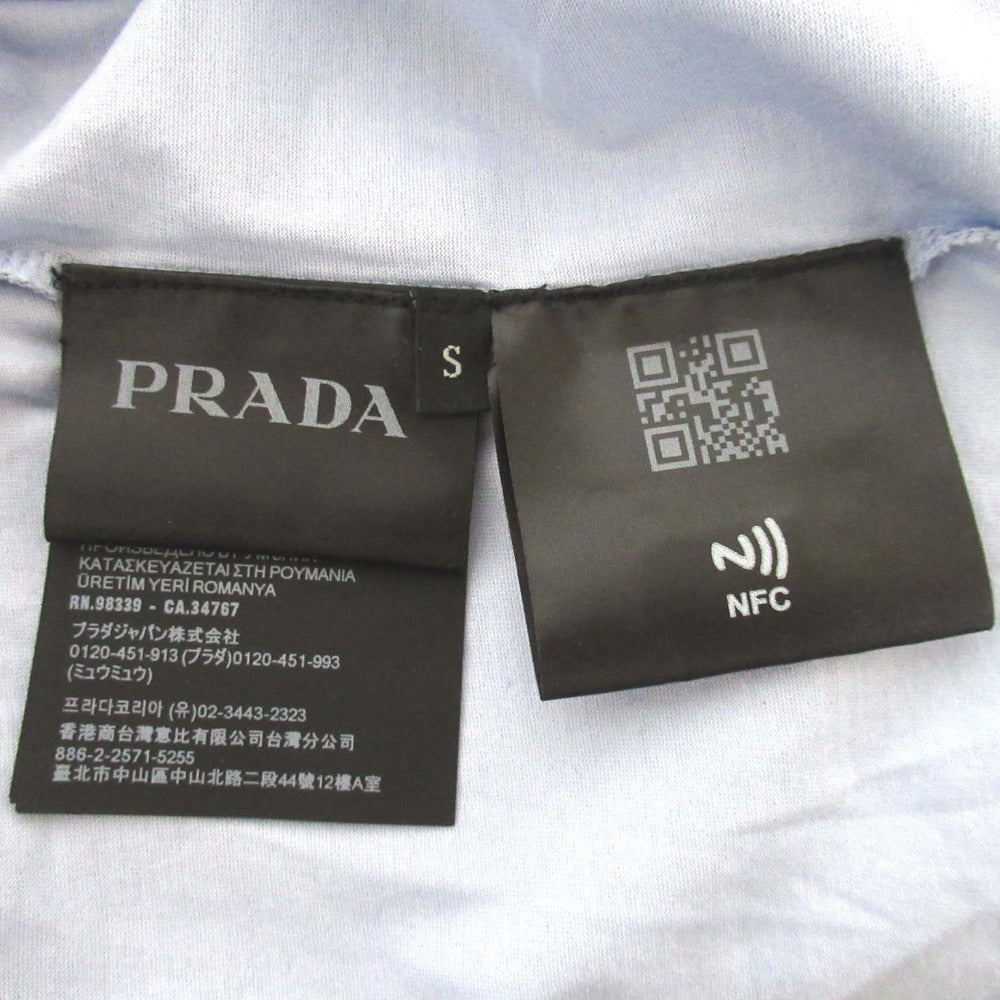 PRADA
S
ΚΑΤΑΣΚΕΥΑΖΕΤΑΙ ΣΤΗ ΡΟΥΜΑΝΙΑ
ÜRETİM YERİ ROMANYA
RN.98339 - CA.34767
プラダジャパン株式会社
0120-451-913 (プラダ)0120-451-993
(ミュウミュウ)
프라다코리아 (유)02-3443-2323
香港商台灣意比有限公司台灣分公司
886-2-2571-5255
臺北市中山區中山北路二段44號12樓A室
NFC